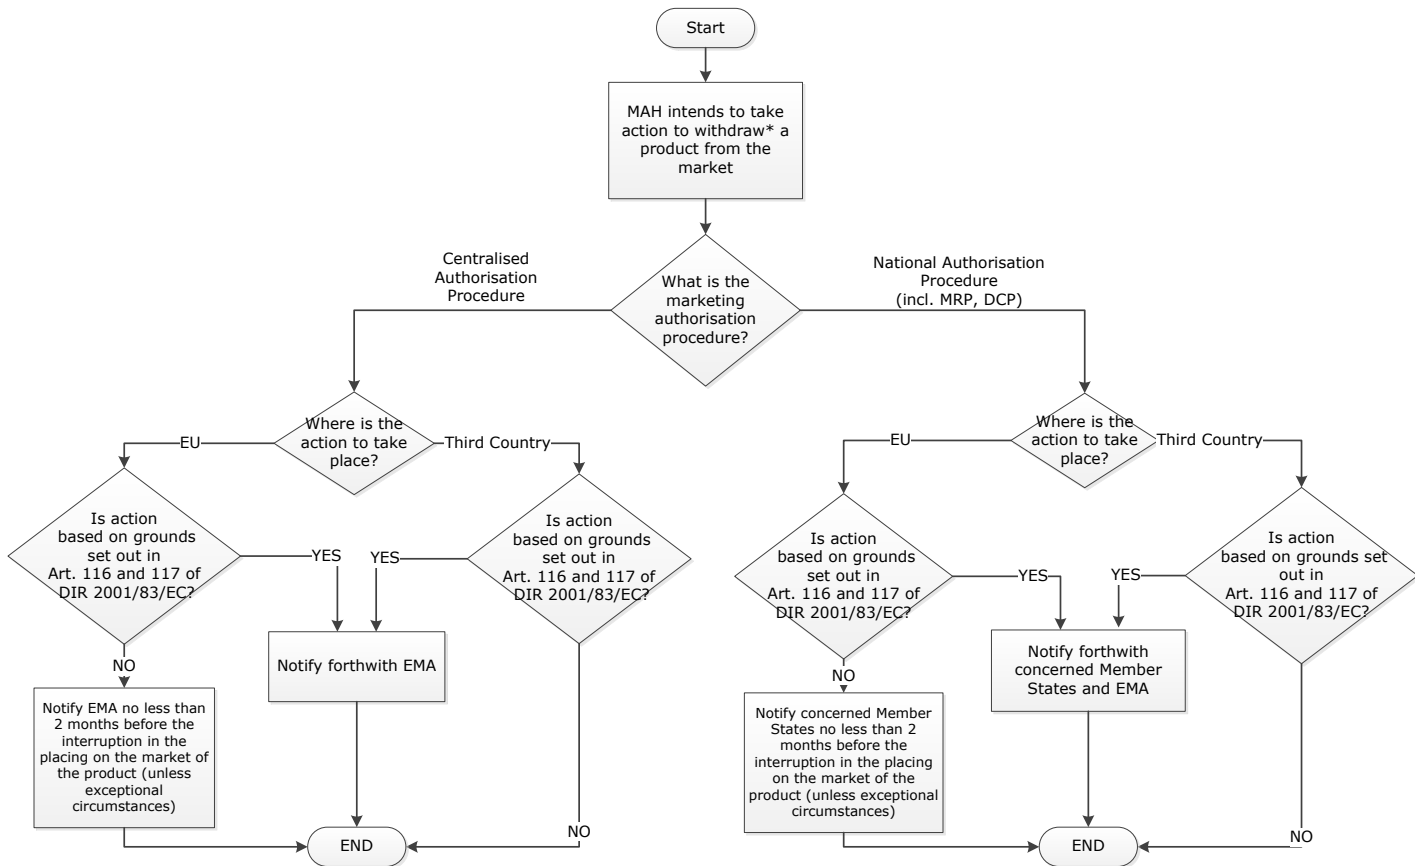 Start
MAH intends to take
action to withdraw* a
product from the
market
Centralised
Authorisation
Procedure
What is the
marketing
authorisation
procedure?
National Authorisation
Procedure
(incl. MRP, DCP)
Where is the
action to take
place?
EU
Third Country
Is action
based on grounds
set out in
Art. 116 and 117 of
DIR 2001/83/EC?
YES
YES
Is action
based on grounds
set out in
Art. 116 and 117 of
DIR 2001/83/EC?
NO
Notify forthwith EMA
Notify EMA no less than
2 months before the
interruption in the
placing on the market of
the product (unless
exceptional
circumstances)
NO
END
Where is the
action to take
place?
EU
Third Country
Is action
based on grounds
set out in
Art. 116 and 117 of
DIR 2001/83/EC?
YES
YES
Is action
based on grounds set
out in
Art. 116 and 117 of
DIR 2001/83/EC?
NO
Notify forthwith
concerned Member
States and EMA
Notify concerned Member
States no less than 2
months before the
interruption in the placing
on the market of the
product (unless exceptional
circumstances)
NO
END